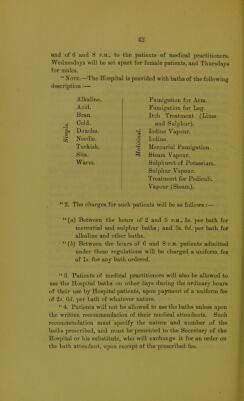 42
and of 6 and 8 P.M., to the patients of medical practitioners.
Wednesdays will be set apart for female patients, and Thursdays
for males.
"NOTE.—The Hospital is provided with baths of the following
description :—
Simple.
Alkaline.
Acid.
Bran.
Cold.
Douche.
Needle.
Turkish.
Sitz.
Warm.
Medicinal.
Fumigation for Arm.
Fumigation for Leg.
Itch Treatment (Lime
and Sulphur).
Iodine Vapour.
Iodine.
Mercurial Fumigation.
Steam Vapour.
Sulphuret of Potassium.
Sulphur Vapour.
Treatment for Pediculi.
Vapour (Steam).
"2. The charges for such patients will be as follows :—
"(a) Between the hours of 2 and 5 P.M., 5s. per bath for
mercurial and sulphur baths; and 3s. 6d. per bath for
alkaline and other baths.
"(b) Between the hours of 6 and 8 P.M. patients admitted
under these regulations will be charged a uniform fee
of 1s. for any bath ordered.
"3. Patients of medical practitioners will also be allowed to
use the Hospital baths on other days during the ordinary hours
of their use by Hospital patients, upon payment of a uniform fee
of 2s. 6d. per bath of whatever nature.
"4. Patients will not be allowed to use the baths unless upon
the written recommendation of their medical attendants. Such
recommendation must specify the nature and number of the
baths prescribed, and must be presented to the Secretary of the
Hospital or his substitute, who will exchange it for an order on
the bath attendant, upon receipt of the prescribed fee.